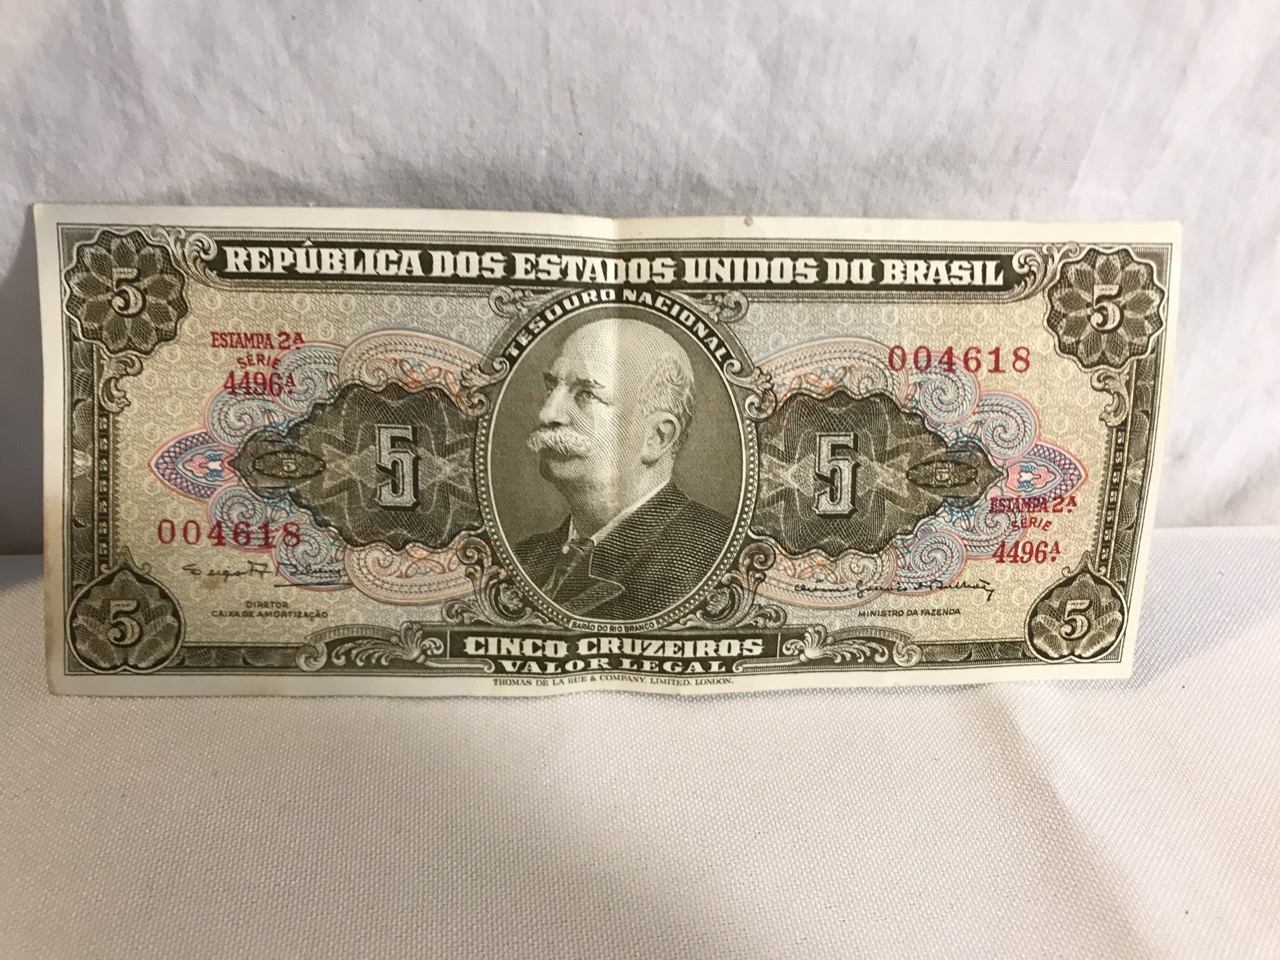 REPÚBLICA DOS ESTADOS UNIDOS DO BRASIL
5
5
TESOURO NACIONAL
ESTAMPA 2A
SÉRIE
4496A.
004618
5
5
5
5
004618
ESTAMPA 2A.
SÉRIE
4496A.
DIRETOR
CAIXA DE AMORTIZAÇÃO
MINISTRO DA FAZENDA
BARÃO DO RIO BRANCO
5
5
CINCO CRUZEIROS
VALOR LEGAL
THOMAS DE LA RUE & COMPANY, LIMITED, LONDON.